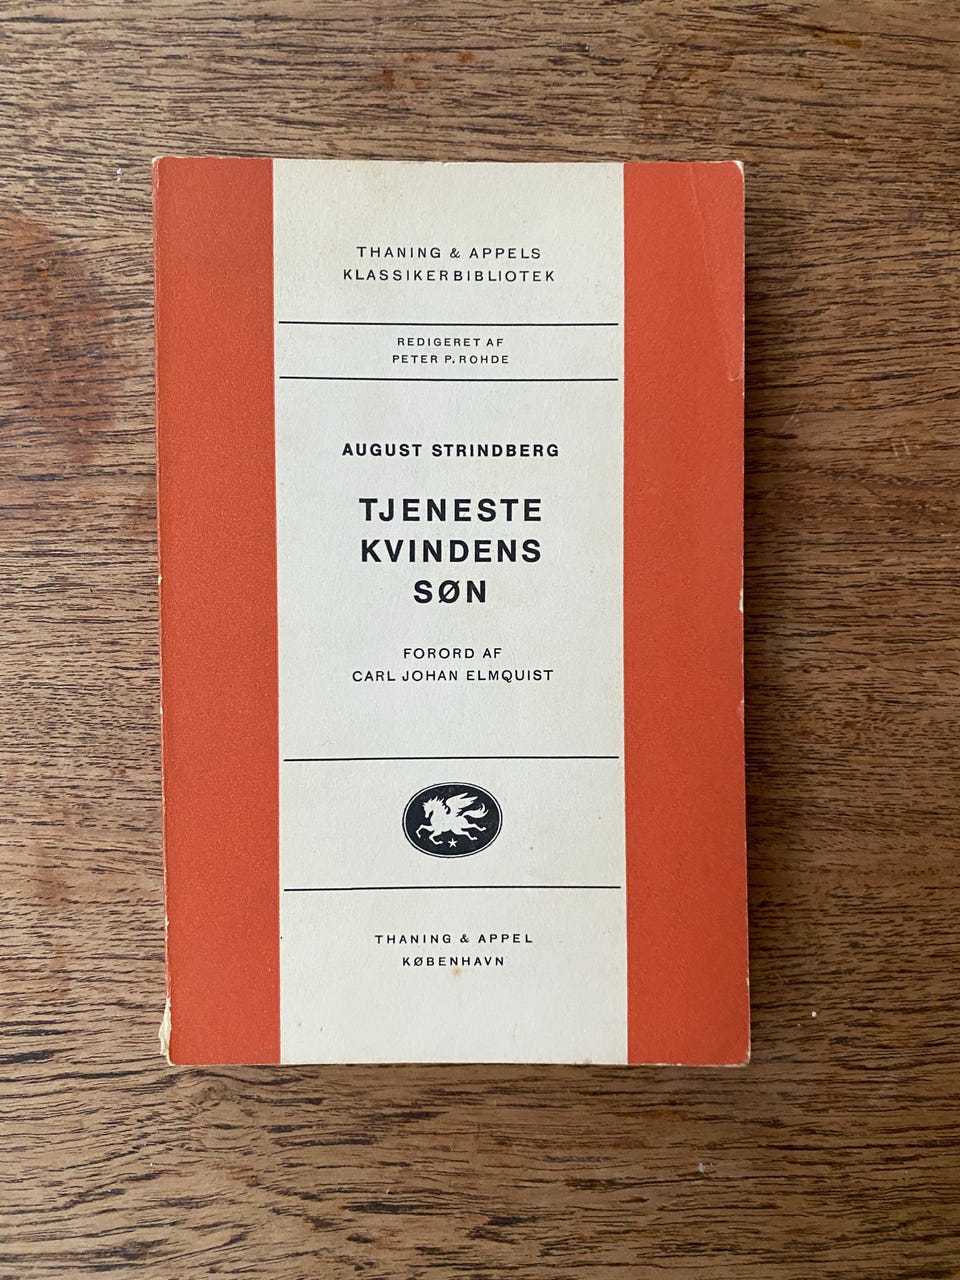 THANING & APPELS
KLASSIKERBIBLIOTEK
REDIGERET AF
PETER P. ROHDE
AUGUST STRINDBERG
TJENESTE
KVINDENS
SØN
FORORD AF
CARL JOHAN ELMQUIST
THANING & APPEL
KØBENHAVN